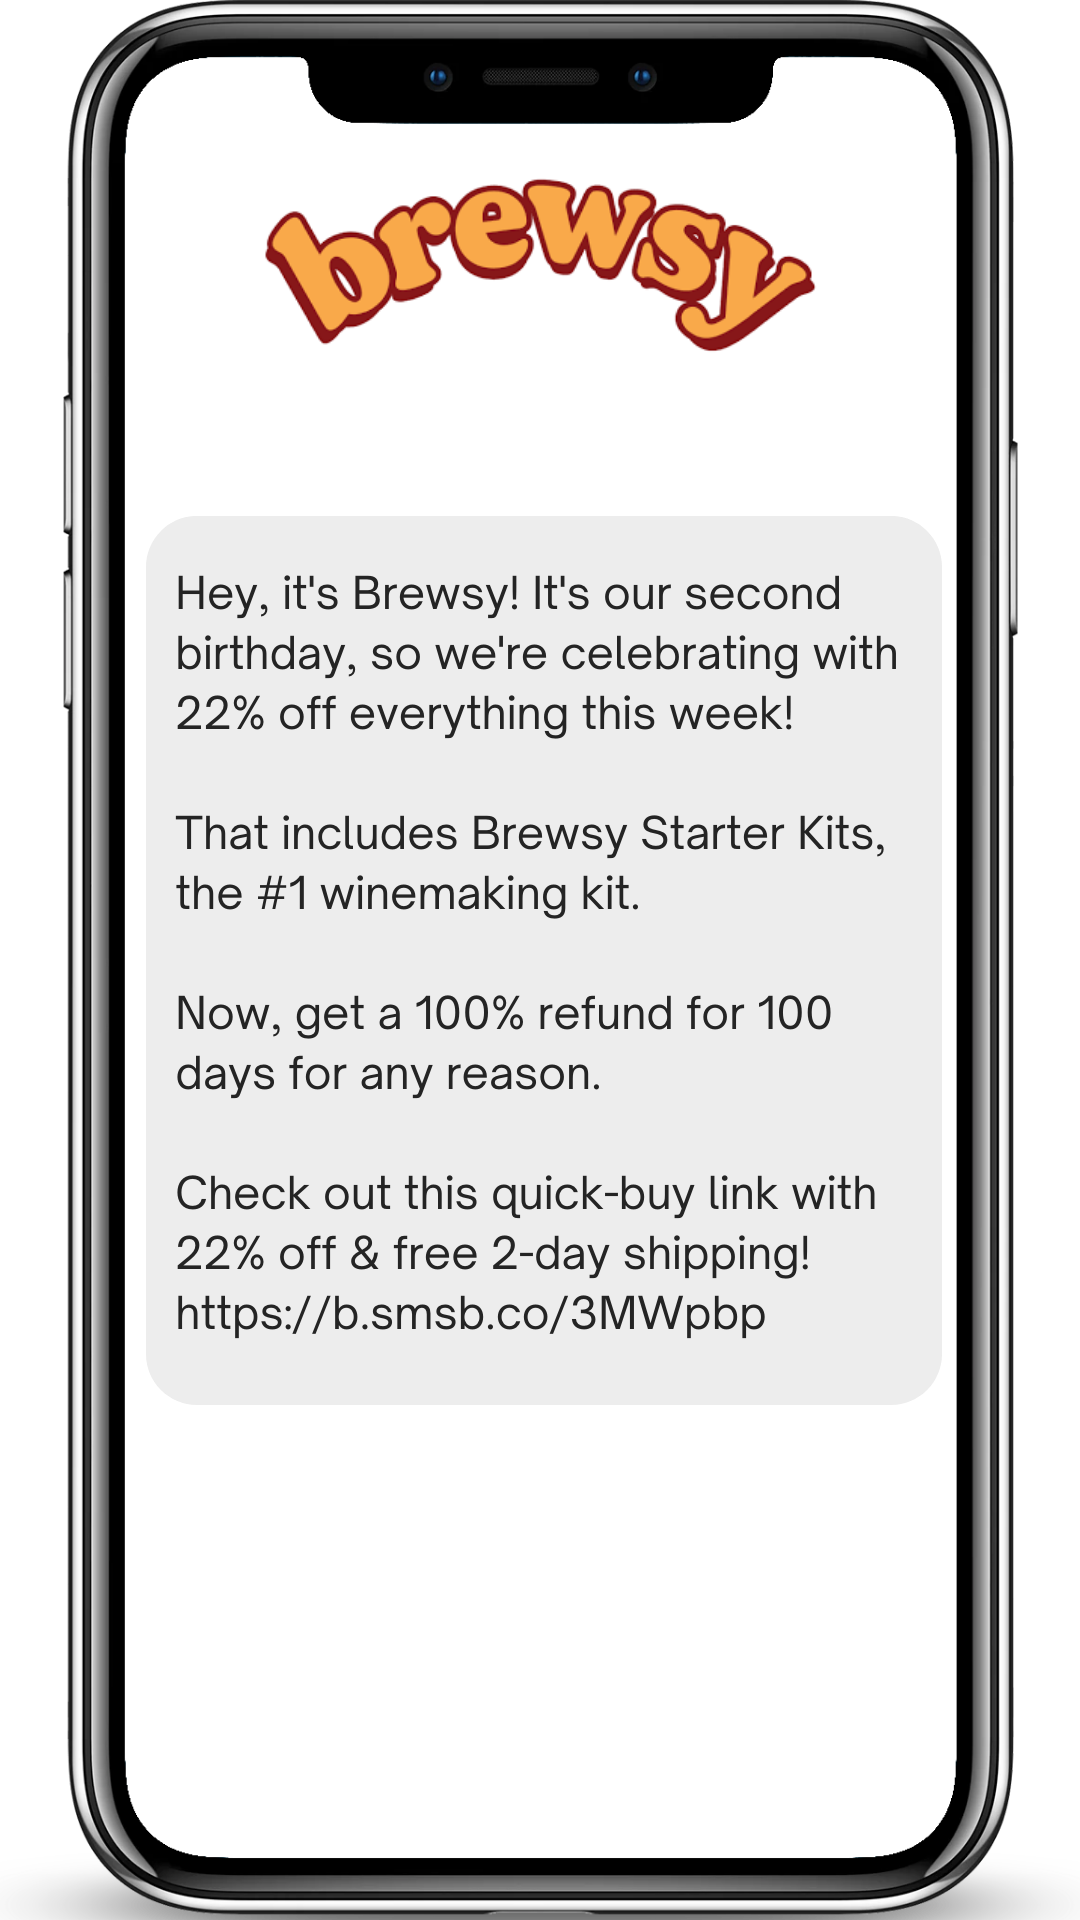 brewsy
Hey, it's Brewsy! It's our second
birthday, so we're celebrating with
22% off everything this week!
That includes Brewsy Starter Kits,
the #1 winemaking kit.
Now, get a 100% refund for 100
days for any reason.
Check out this quick-buy link with
22% off & free 2-day shipping!
https://b.smsb.co/3MWpbp